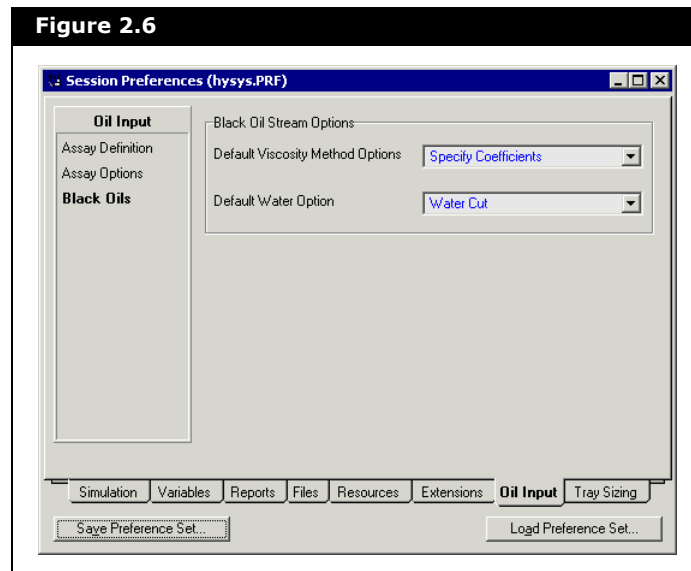 Figure 2.6
Session Preferences (hysys.PRF)
Oil Input
Assay Definition
Assay Options
Black Oils
Black Oil Stream Options
Default Viscosity Method Options Specify Coefficients
Default Water Option Water Cut
Simulation Variables Reports Files Resources Extensions Oil Input Tray Sizing
Save Preference Set... Load Preference Set...